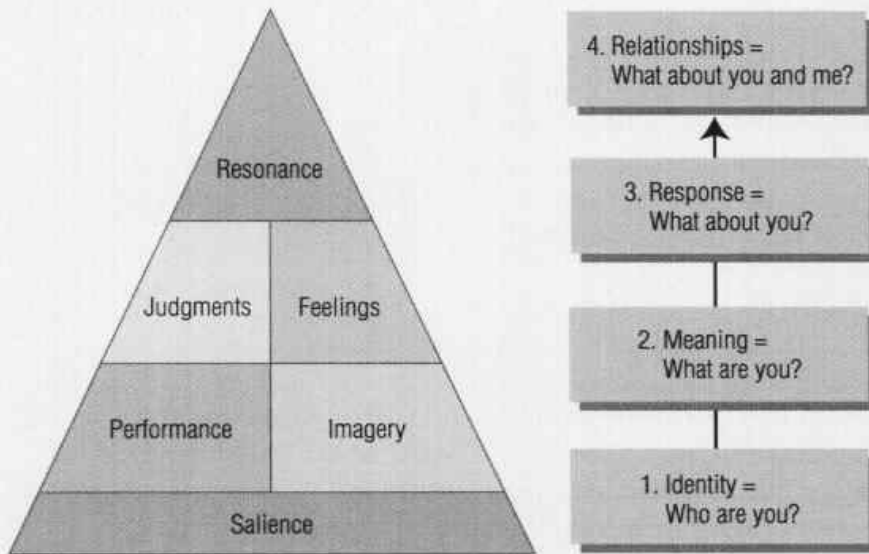 Resonance
Judgments
Feelings
Performance
Imagery
Salience
4. Relationships =
What about you and me?
3. Response =
What about you?
2. Meaning =
What are you?
1. Identity =
Who are you?